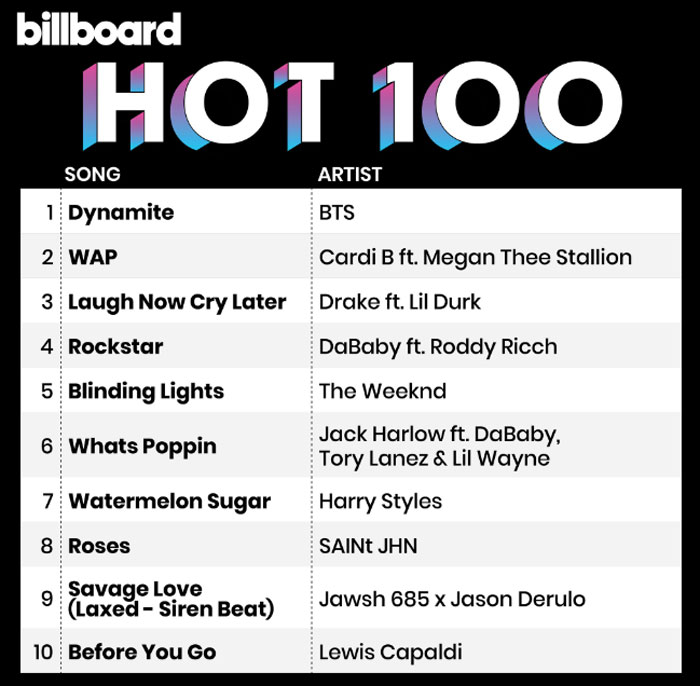 billboard
HOT 100
SONG ARTIST
1 Dynamite BTS
2 WAP Cardi B ft. Megan Thee Stallion
3 Laugh Now Cry Later Drake ft. Lil Durk
4 Rockstar DaBaby ft. Roddy Ricch
5 Blinding Lights The Weeknd
6 Whats Poppin Jack Harlow ft. DaBaby,
Tory Lanez & Lil Wayne
7 Watermelon Sugar Harry Styles
8 Roses SAINt JHN
9 Savage Love
(Laxed - Siren Beat) Jawsh 685 x Jason Derulo
10 Before You Go Lewis Capaldi